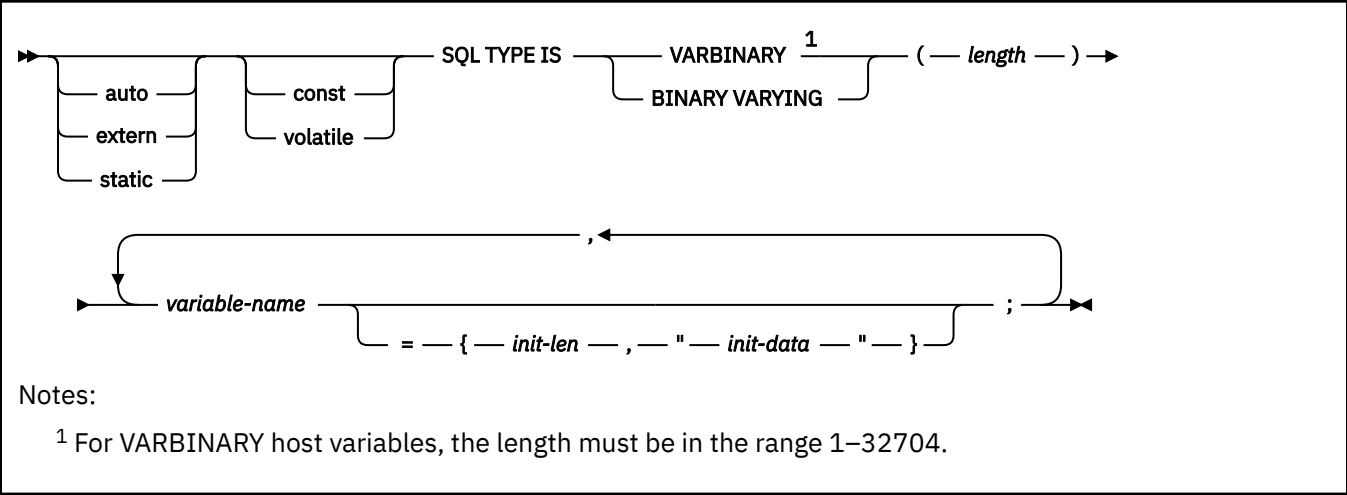 1
SQL TYPE IS VARBINARY ( length )
auto const BINARY VARYING
extern volatile
static
,
variable-name ;
= { init-len , " init-data " }
Notes:
1 For VARBINARY host variables, the length must be in the range 1–32704.